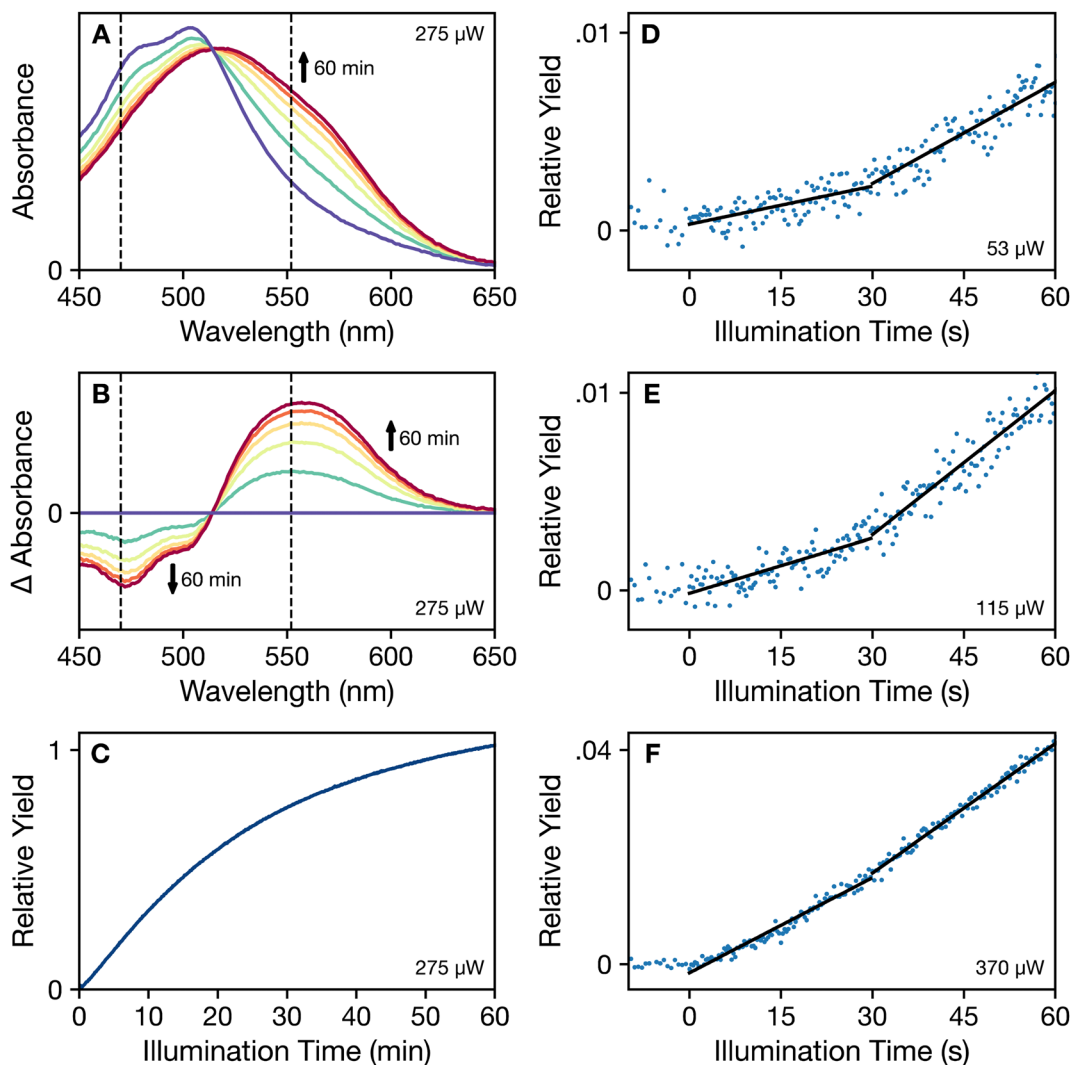 A
275 µW
60 min
Absorbance
0
450 500 550 600 650
Wavelength (nm)
B
60 min
60 min
Δ Absorbance
0
275 µW
450 500 550 600 650
Wavelength (nm)
C
1
Relative Yield
0
275 µW
0 10 20 30 40 50 60
Illumination Time (min)
D
.01
Relative Yield
0
53 µW
0 15 30 45 60
Illumination Time (s)
E
.01
Relative Yield
0
115 µW
0 15 30 45 60
Illumination Time (s)
F
.04
Relative Yield
0
370 µW
0 15 30 45 60
Illumination Time (s)